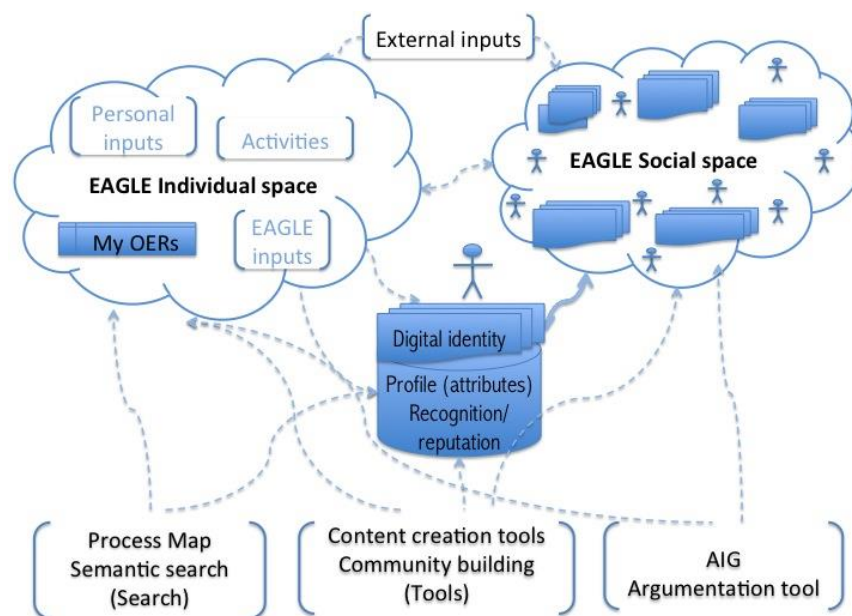 External inputs
Personal
inputs
Activities
EAGLE Individual space
EAGLE Social space
My OERs
EAGLE
inputs
Digital identity
Profile (attributes)
Recognition/
reputation
Process Map
Semantic search
(Search)
Content creation tools
Community building
(Tools)
AIG
Argumentation tool